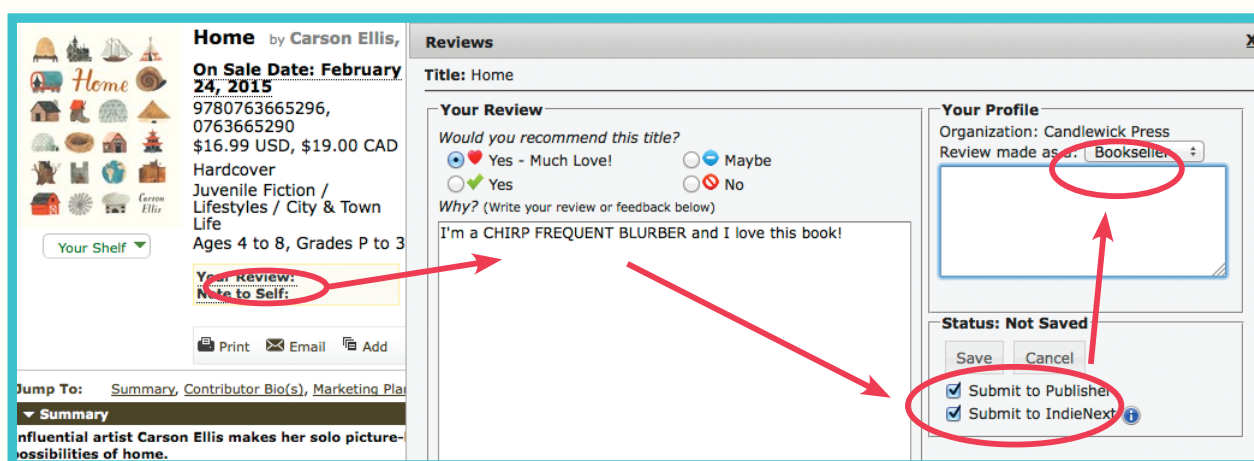 Home
Carson
Ellis
Your Shelf
Home by Carson Ellis,
On Sale Date: February
24, 2015
9780763665296,
0763665290
$16.99 USD, $19.00 CAD
Hardcover
Juvenile Fiction /
Lifestyles / City & Town
Life
Ages 4 to 8, Grades P to 3
Your Review:
Note to Self:
Print Email Add
Jump To: Summary, Contributor Bio(s), Marketing Plan
Summary
Influential artist Carson Ellis makes her solo picture-
possibilities of home.
Reviews X
Title: Home
Your Review
Would you recommend this title?
Yes - Much Love! Maybe
Yes No
Why? (Write your review or feedback below)
I'm a CHIRP FREQUENT BLURBER and I love this book!
Your Profile
Organization: Candlewick Press
Review made as a: Bookseller
Status: Not Saved
Save Cancel
Submit to Publisher
Submit to IndieNext